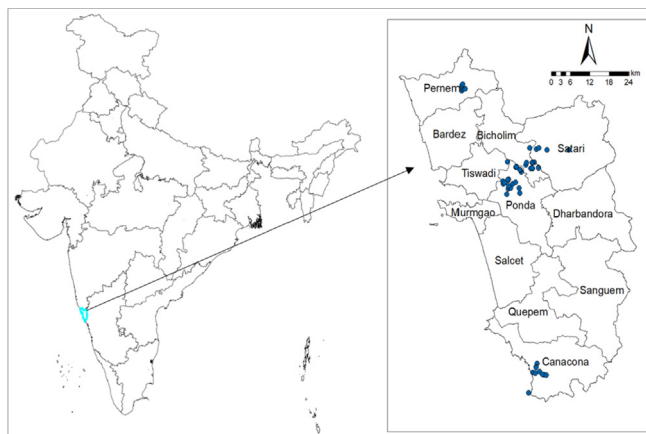 N
km
0 3 6 12 18 24
Pernem
Bardez
Bicholim
Satari
Tiswadi
Ponda
Murmgao
Dharbandora
Salcet
Sanguem
Quepem
Canacona